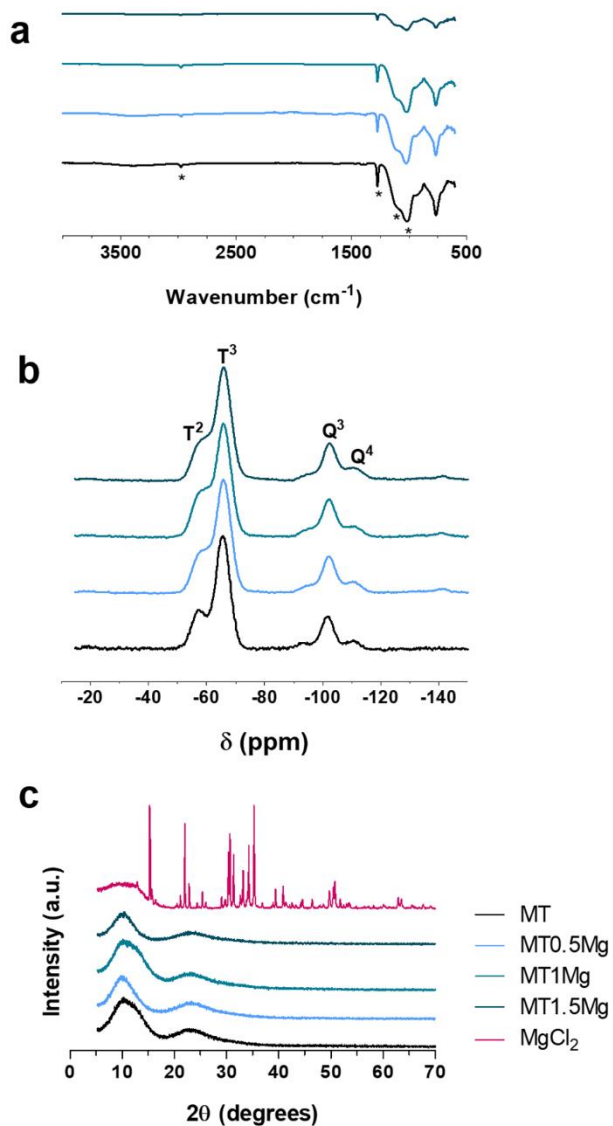 a
* * * *
3500 2500 1500 500
Wavenumber (cm⁻¹)
b
T² T³ Q³ Q⁴
-20 -40 -60 -80 -100 -120 -140
δ (ppm)
c
Intensity (a.u.)
0 10 20 30 40 50 60 70
2θ (degrees)
MT
MT0.5Mg
MT1Mg
MT1.5Mg
MgCl₂